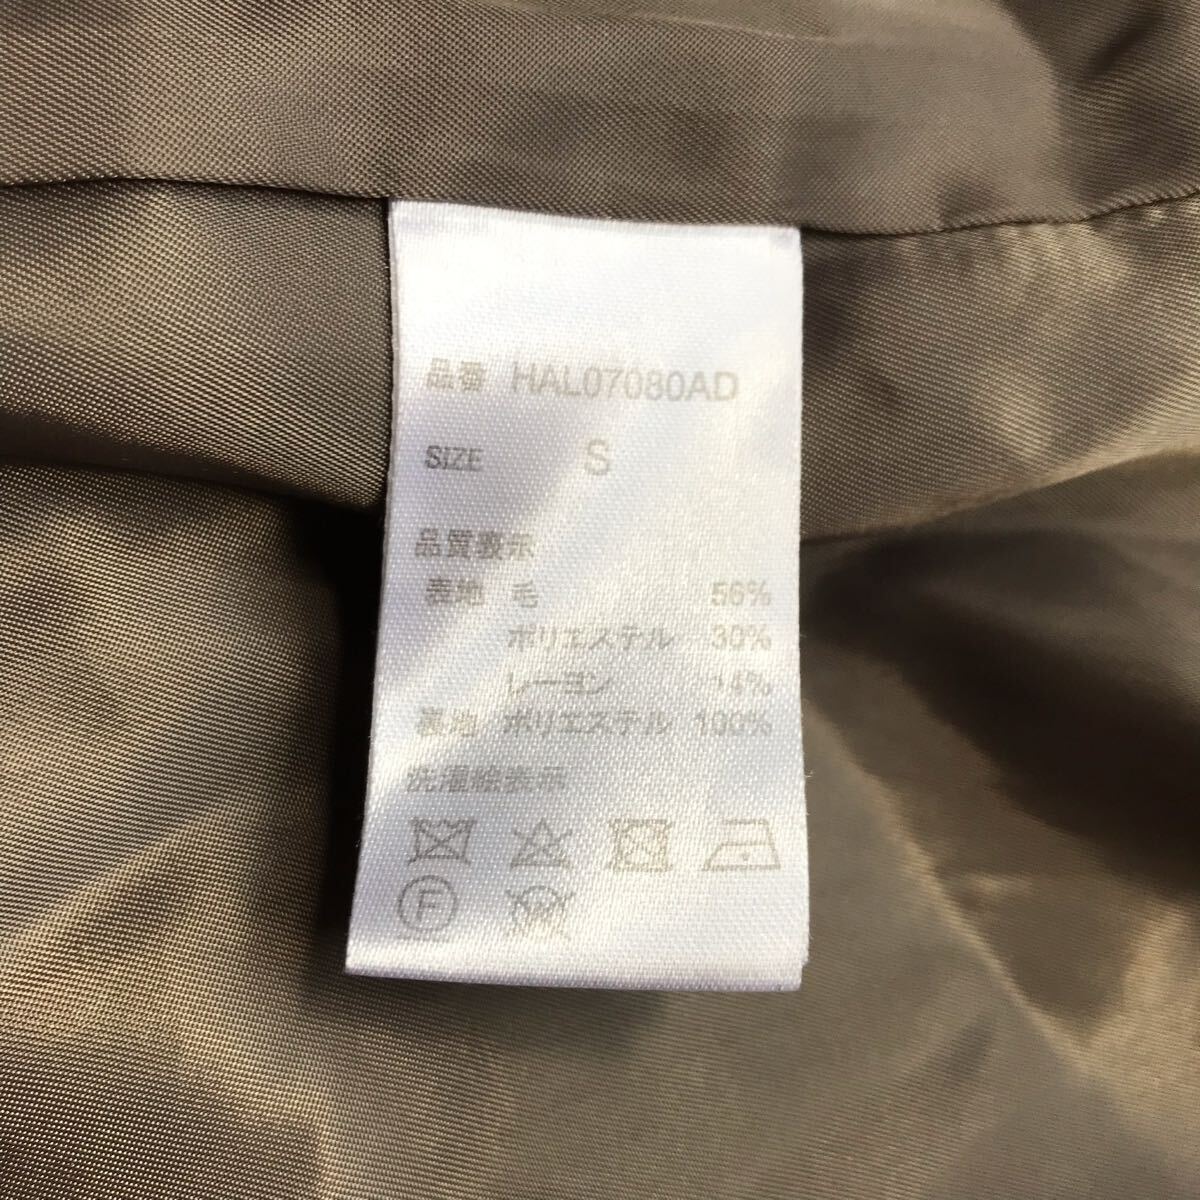 品番 HAL07080AD
SIZE S
品質表示
表地 毛 56%
ポリエステル 30%
レーヨン 14%
裏地 ポリエステル 100%
洗濯絵表示
F
W